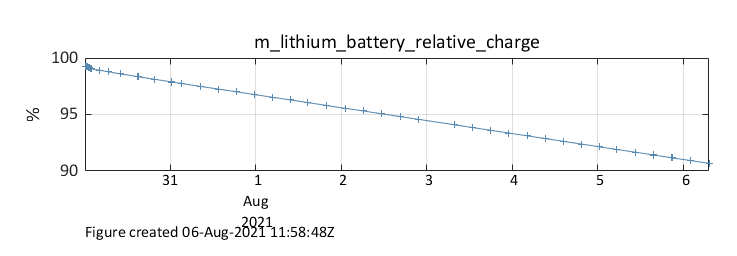 m_lithium_battery_relative_charge
100
95
90
%
31 1 2 3 4 5 6
Aug
2021
Figure created 06-Aug-2021 11:58:48Z